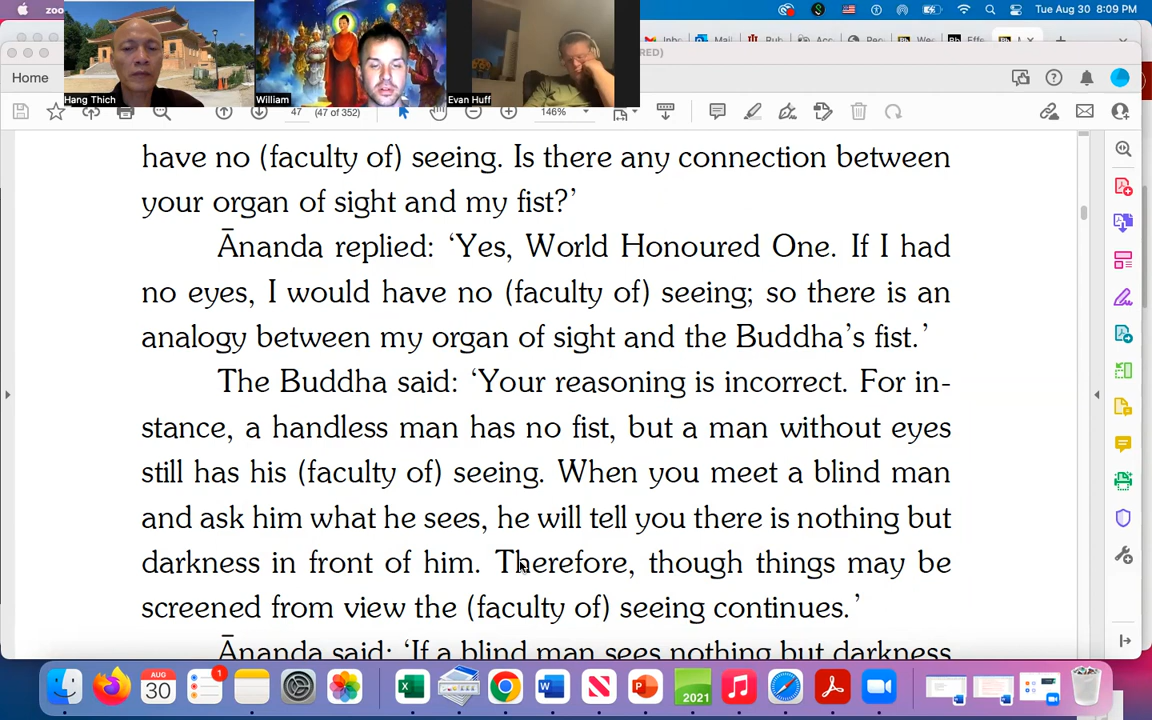 zoo
Tue Aug 30 8:09 PM
Hang Thich
William
Evan Huff
Home
47
(47 of 352)
146%
have no (faculty of) seeing. Is there any connection between
your organ of sight and my fist?’
Ānanda replied: ‘Yes, World Honoured One. If I had
no eyes, I would have no (faculty of) seeing; so there is an
analogy between my organ of sight and the Buddha’s fist.’
The Buddha said: ‘Your reasoning is incorrect. For in-
stance, a handless man has no fist, but a man without eyes
still has his (faculty of) seeing. When you meet a blind man
and ask him what he sees, he will tell you there is nothing but
darkness in front of him. Therefore, though things may be
screened from view the (faculty of) seeing continues.’
Ānanda said: ‘If a blind man sees nothing but darkness
AUG
30
1
2021